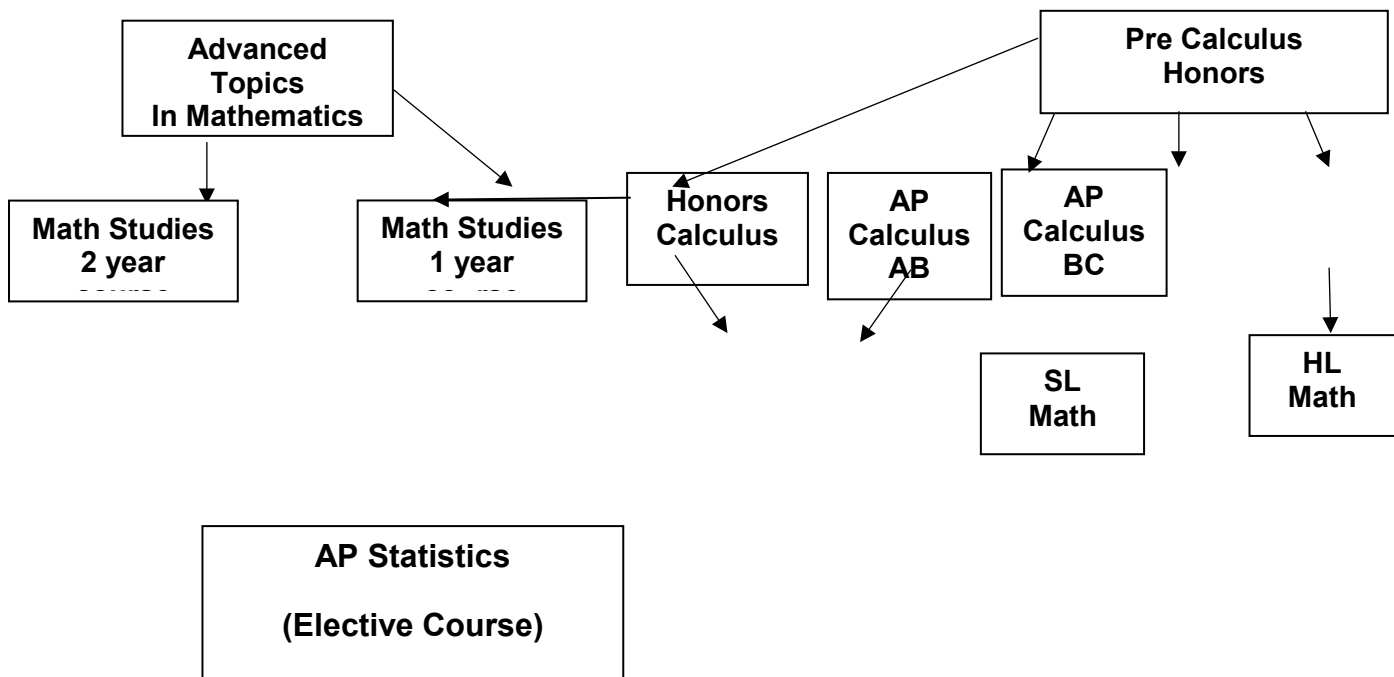 Advanced
Topics
In Mathematics
Pre Calculus
Honors
Math Studies
2 year
Math Studies
1 year
Honors
Calculus
AP
Calculus
AB
AP
Calculus
BC
SL
Math
HL
Math
AP Statistics
(Elective Course)